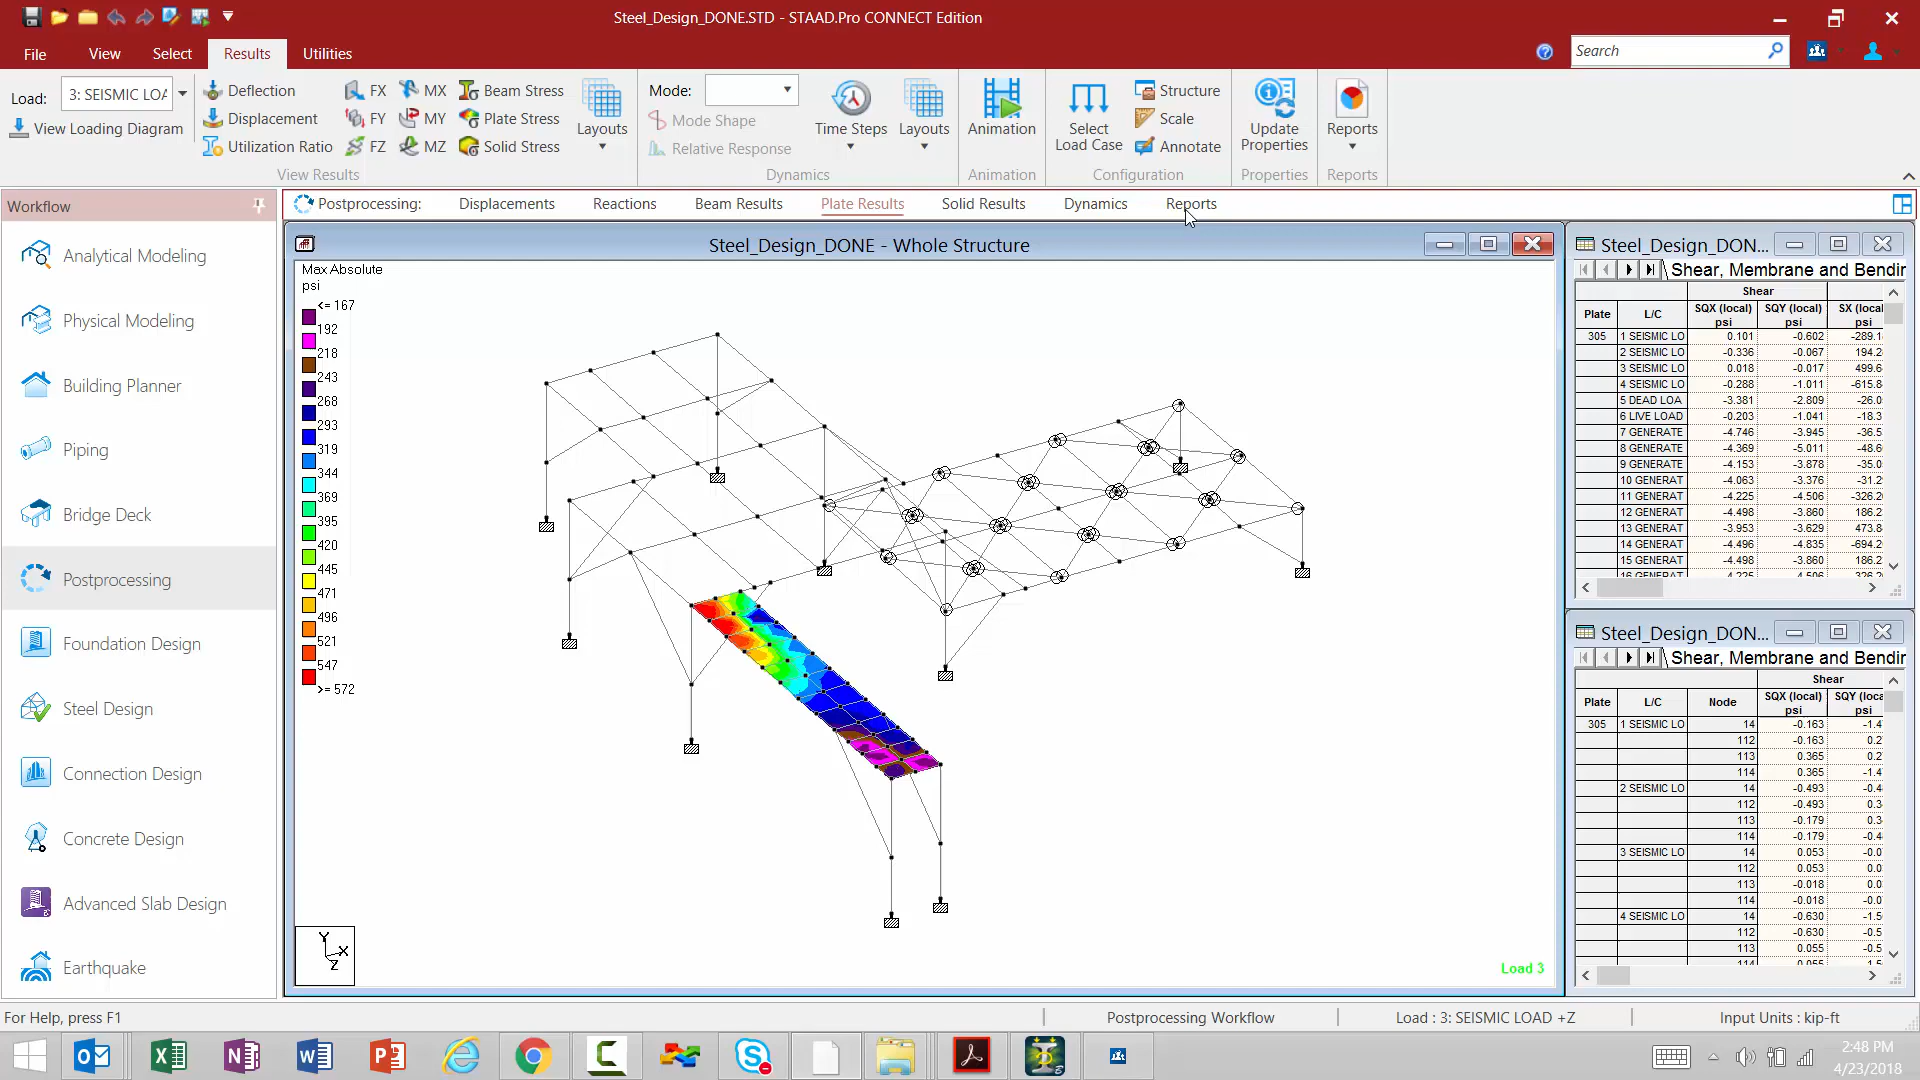 Steel_Design_DONE.STD - STAAD.Pro CONNECT Edition
File View Select Results Utilities
Search
Load: 3: SEISMIC LOA
View Loading Diagram
Deflection FX MX Beam Stress
Displacement FY MY Plate Stress
Utilization Ratio FZ MZ Solid Stress
Layouts
View Results
Mode:
Mode Shape
Relative Response
Time Steps
Layouts
Dynamics
Animation
Animation
Select Load Case
Structure
Scale
Annotate
Configuration
Update Properties
Properties
Reports
Reports
Workflow
Postprocessing: Displacements Reactions Beam Results Plate Results Solid Results Dynamics Reports
Analytical Modeling
Physical Modeling
Building Planner
Piping
Bridge Deck
Postprocessing
Foundation Design
Steel Design
Connection Design
Concrete Design
Advanced Slab Design
Earthquake
Steel_Design_DONE - Whole Structure
Max Absolute
psi
<= 167
192
218
243
268
293
319
344
369
395
420
445
471
496
521
547
>= 572
Y
X
Z
Load 3
Steel_Design_DON...
Shear, Membrane and Bendin
Shear
Plate L/C SQX (local) psi SQY (local) psi SX (local psi
305 1 SEISMIC LO 0.101 -0.602 -289.1
2 SEISMIC LO -0.336 -0.067 194.2
3 SEISMIC LO 0.018 -0.017 499.6
4 SEISMIC LO -0.288 -1.011 -615.8
5 DEAD LOA -3.381 -2.809 -26.0
6 LIVE LOAD -0.203 -1.041 -18.3
7 GENERATE -4.746 -3.945 -36.5
8 GENERATE -4.369 -5.011 -48.6
9 GENERATE -4.153 -3.878 -35.0
10 GENERAT -4.063 -3.376 -31.2
11 GENERAT -4.225 -4.506 -326.2
12 GENERAT -4.498 -3.860 186.2
13 GENERAT -3.953 -3.629 473.8
14 GENERAT -4.496 -4.835 -694.2
15 GENERAT -4.498 -3.860 186.2
16 GENERAT -4.225 -4.506
Steel_Design_DON...
Shear, Membrane and Bendin
Shear
Plate L/C Node SQX (local) psi SQY (loca psi
305 1 SEISMIC LO 14 -0.163 -1.4
112 -0.163 0.2
113 0.365 0.2
114 0.365 -1.4
2 SEISMIC LO 14 -0.493 -0.4
112 -0.493 0.3
113 -0.179 0.3
114 -0.179 -0.4
3 SEISMIC LO 14 0.053 -0.0
112 0.053 0.0
113 -0.018 0.0
114 -0.018 -0.0
4 SEISMIC LO 14 -0.630 -1.5
112 -0.630 -0.5
113 0.055 -0.5
114 0.055
For Help, press F1
Postprocessing Workflow
Load : 3: SEISMIC LOAD +Z
Input Units : kip-ft
2:48 PM
4/23/2018